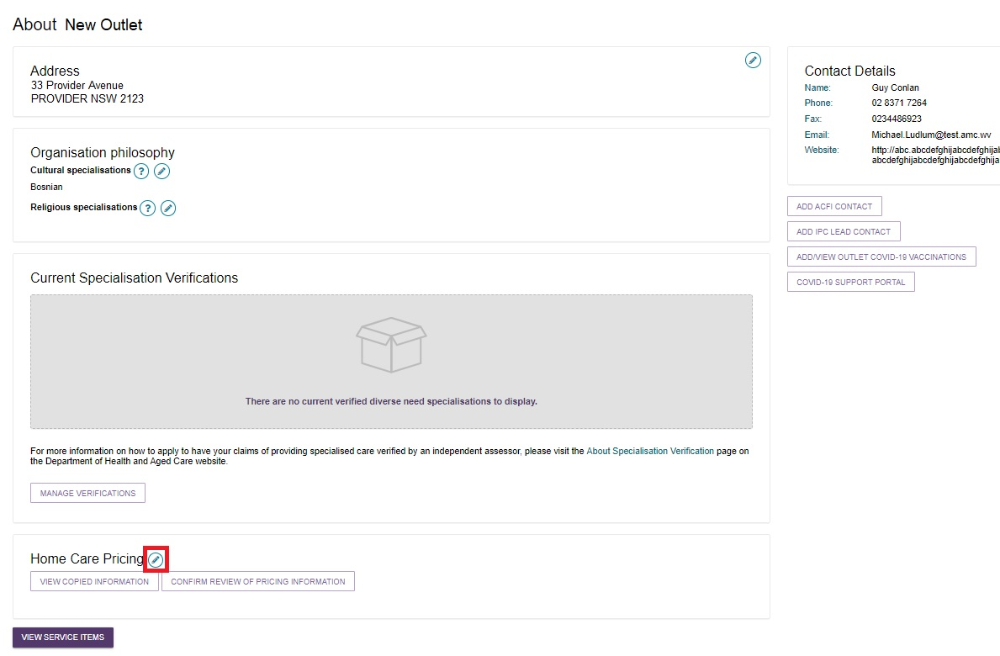 About New Outlet
Address
33 Provider Avenue
PROVIDER NSW 2123
Organisation philosophy
Cultural specialisations ?
Bosnian
Religious specialisations ?
Current Specialisation Verifications
There are no current verified diverse need specialisations to display.
For more information on how to apply to have your claims of providing specialised care verified by an independent assessor, please visit the About Specialisation Verification page on
the Department of Health and Aged Care website.
MANAGE VERIFICATIONS
Home Care Pricing
VIEW COPIED INFORMATION CONFIRM REVIEW OF PRICING INFORMATION
VIEW SERVICE ITEMS
Contact Details
Name: Guy Conlan
Phone: 02 8371 7264
Fax: 0234486923
Email: Michael.Ludlum@test.amc.wv
Website: http://abc.abcdefghijabcdefghijab
abcdefghijabcdefghijabcdefghija
ADD ACFI CONTACT
ADD IPC LEAD CONTACT
ADD/VIEW OUTLET COVID-19 VACCINATIONS
COVID-19 SUPPORT PORTAL